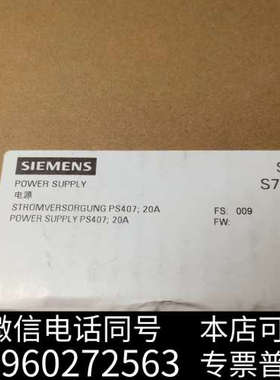 SIEMENS
POWER SUPPLY
电源
STROMVERSORGUNG PS407; 20A
POWER SUPPLY PS407; 20A
S7
FS: 009
FW:
微信电话同号
960272563
本店可
专票普票